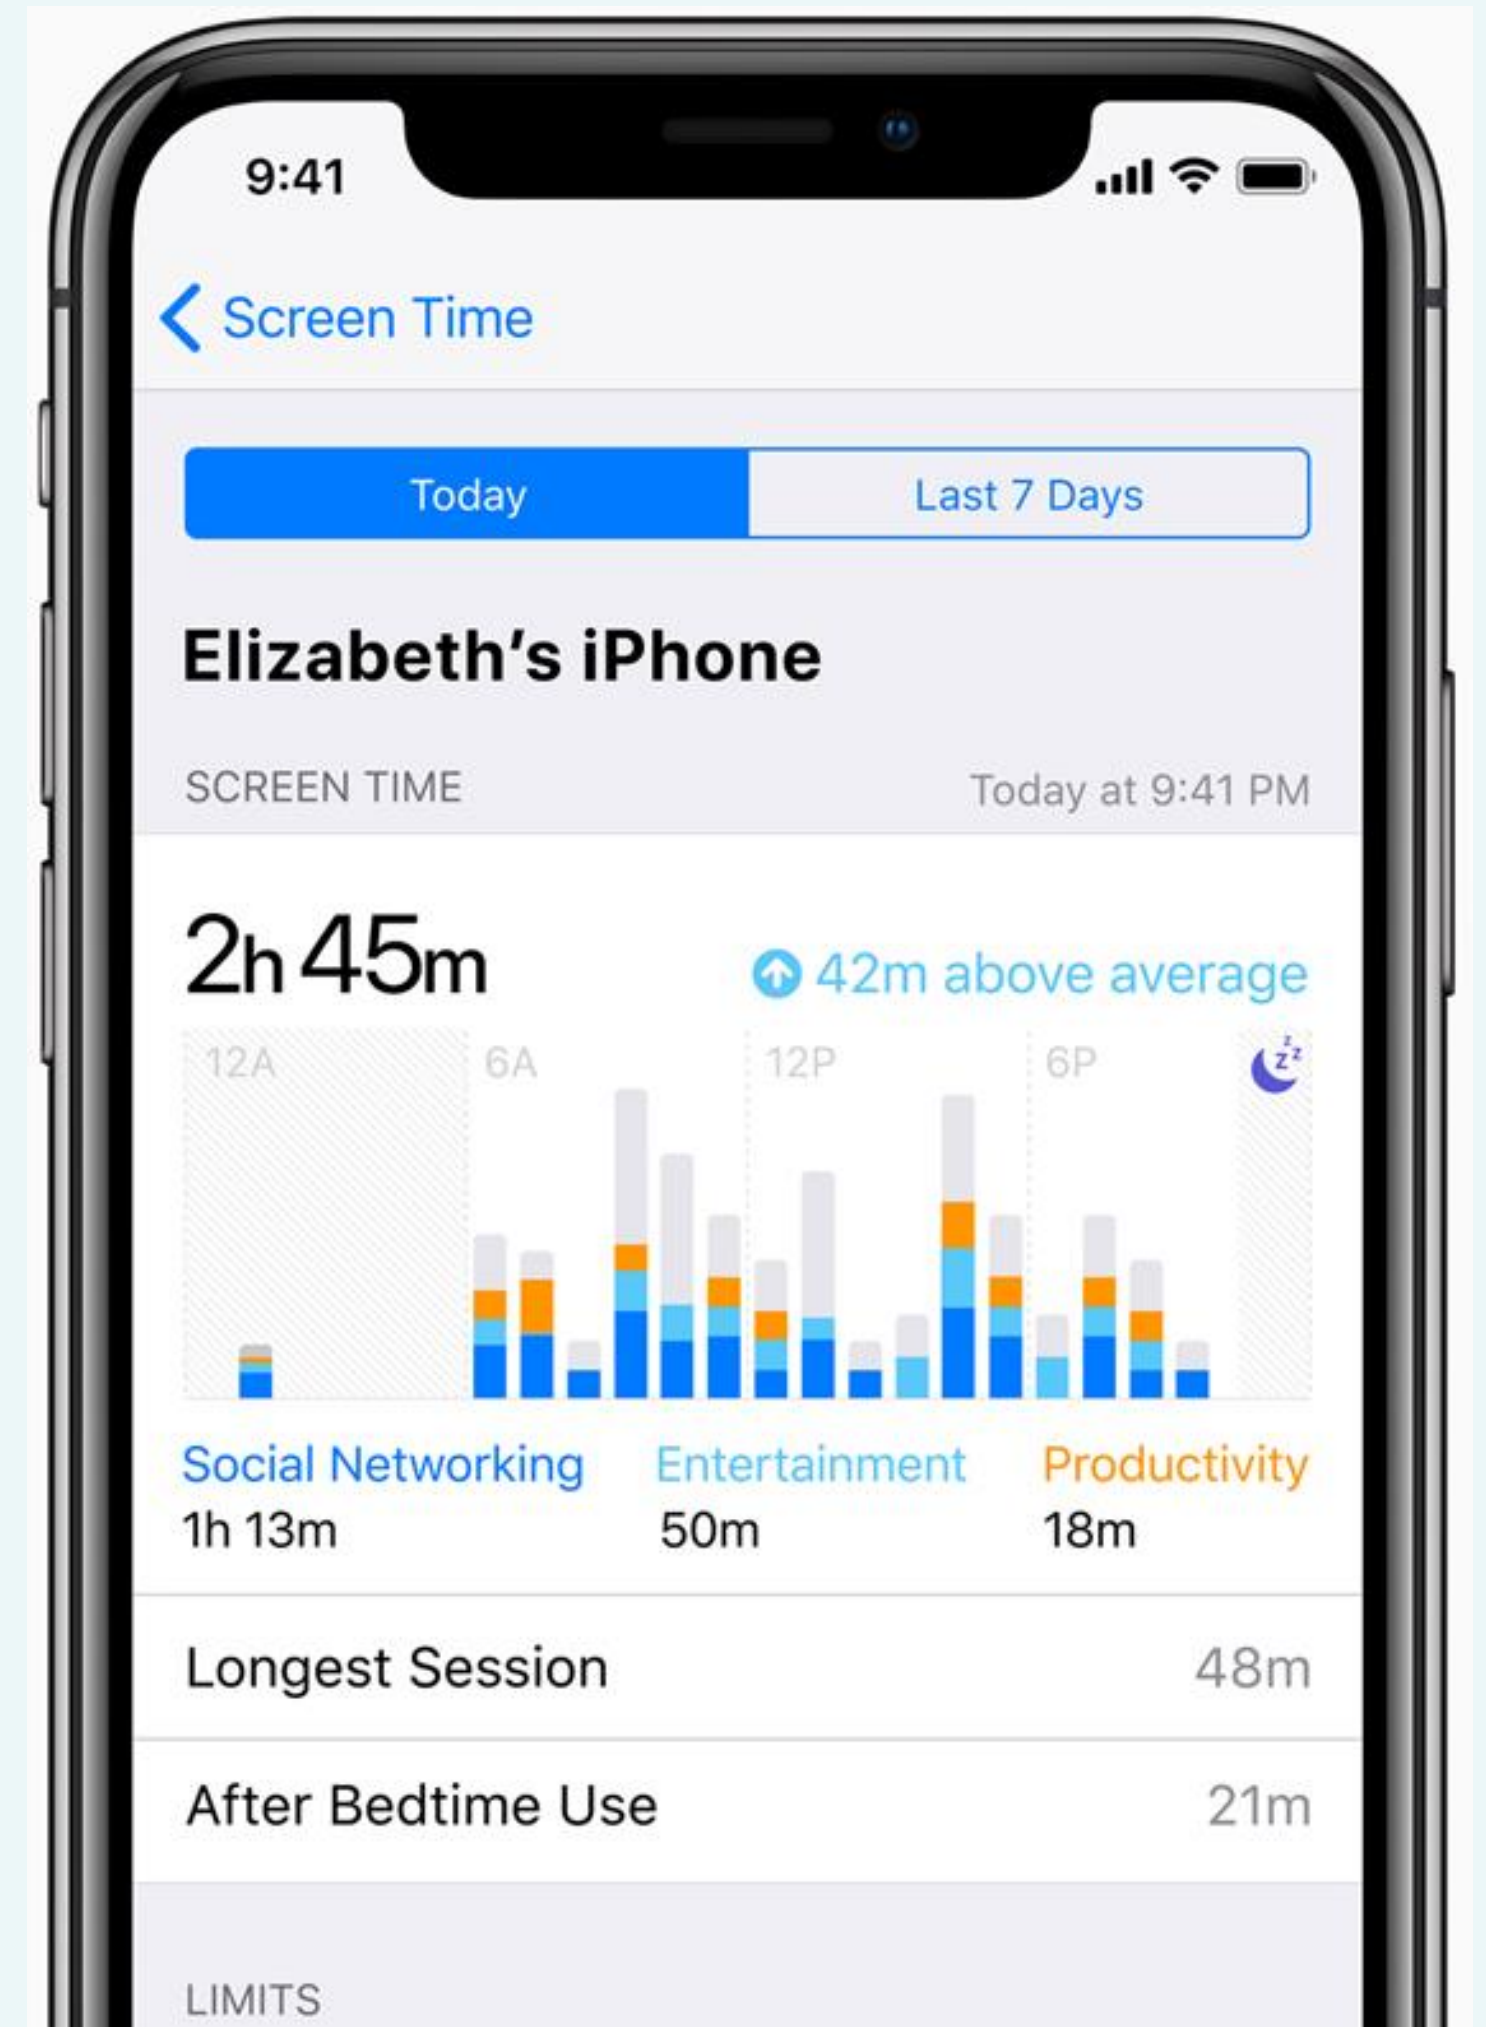 9:41
Screen Time
Today Last 7 Days
Elizabeth’s iPhone
SCREEN TIME Today at 9:41 PM
2h 45m 42m above average
12A 6A 12P 6P zzz
Social Networking Entertainment Productivity
1h 13m 50m 18m
Longest Session 48m
After Bedtime Use 21m
LIMITS